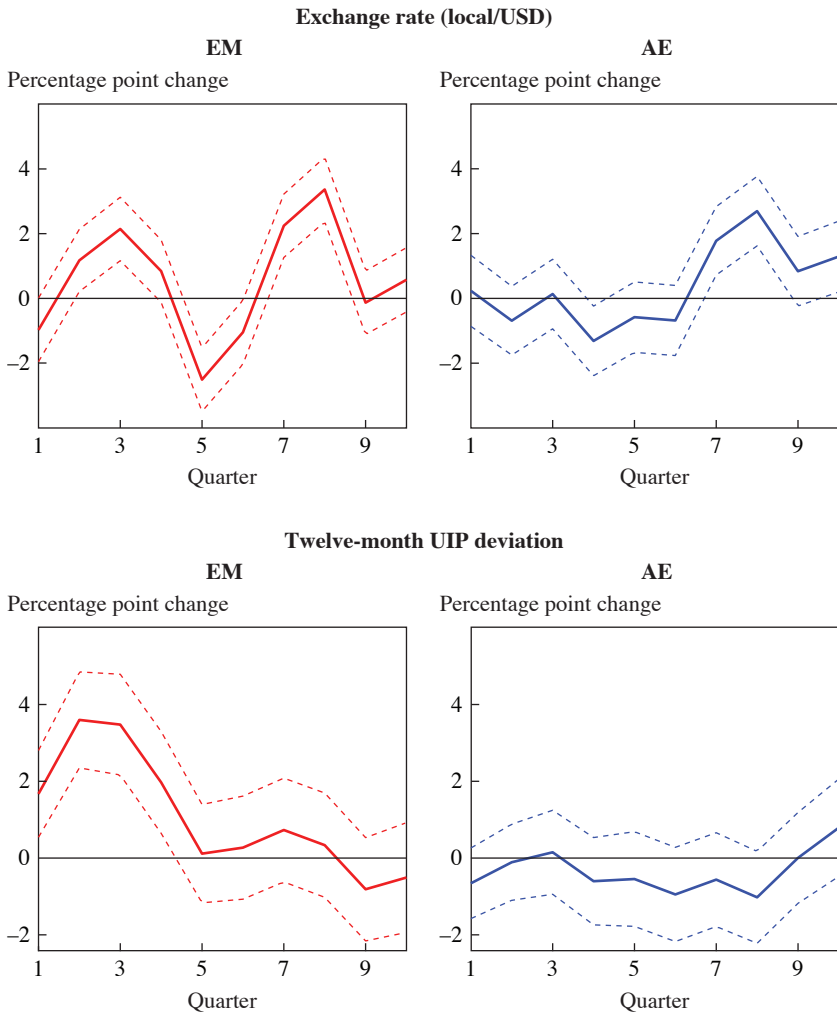 Exchange rate (local/USD)
EM
AE
Percentage point change
Percentage point change
4
2
0
–2
4
2
0
–2
1 3 5 7 9
1 3 5 7 9
Quarter
Quarter
Twelve-month UIP deviation
EM
AE
Percentage point change
Percentage point change
4
2
0
–2
4
2
0
–2
1 3 5 7 9
1 3 5 7 9
Quarter
Quarter